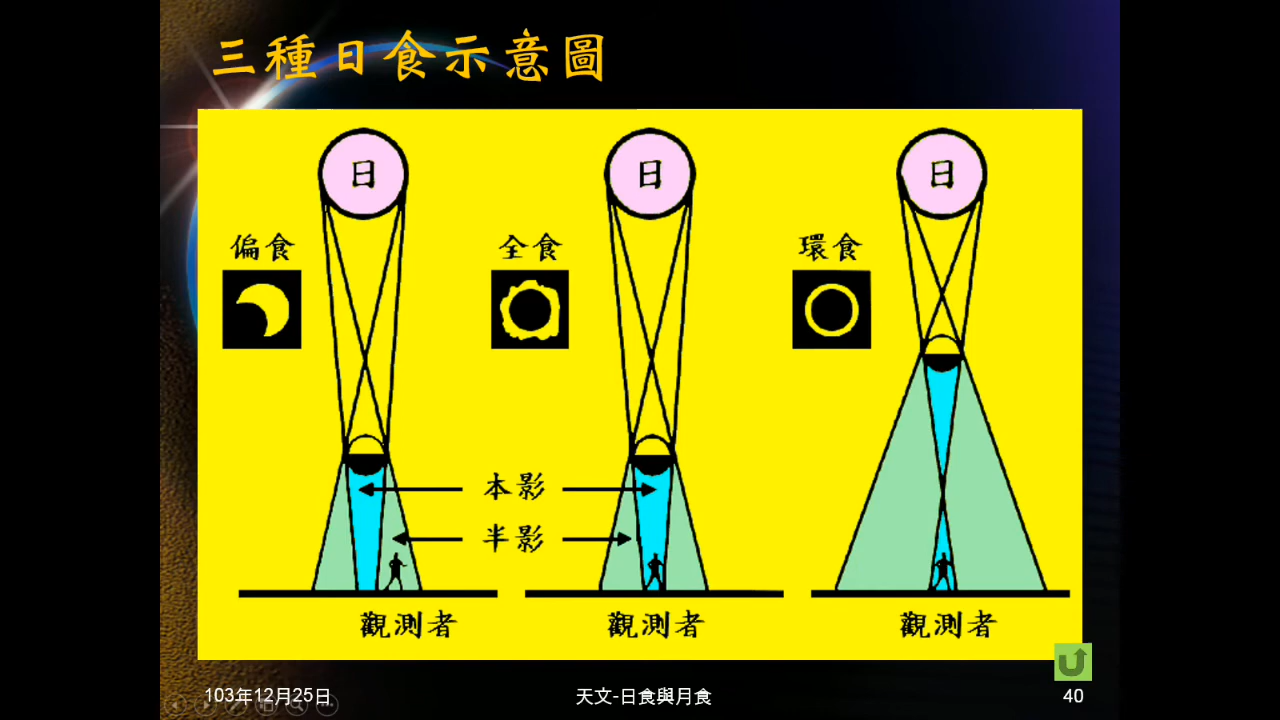 三種日食示意圖
日
日
日
偏食
全食
環食
本影
半影
觀測者
觀測者
觀測者
103年12月25日
天文-日食與月食
40